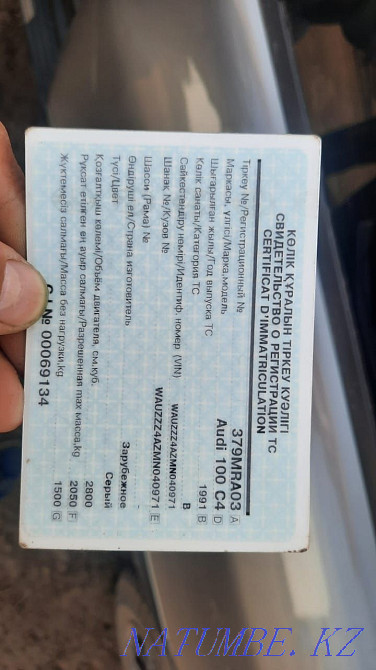 КӨЛІК ҚҰРАЛЫН ТІРКЕУ КУӘЛІГІ
СВИДЕТЕЛЬСТВО О РЕГИСТРАЦИИ ТС
CERTIFICAT D'IMMATRICULATION
Тіркеу №/Регистрационный № 379MRA03 A
Маркасы, үлгісі/Марка,модель Audi 100 C4 D
Шығарылған жылы/Год выпуска ТС 1991 B
Көлік санаты/Категория ТС B
Сәйкестендіру нөмірі/Идентиф. номер (VIN) WAUZZZ4AZMN040971
Шанақ №/Кузов № WAUZZZ4AZMN040971 E
Шасси (Рама) № -
Өндіруші ел/Страна изготовитель Зарубежное
Түсі/Цвет Серый
Қозғалтқыш көлемі/Объем двигателя, см.куб. 2800
Рұқсат етілген ең ауыр салмағы/Разрешенная max масса,kg 2050 F
Жүктемесіз салмағы/Масса без нагрузки,kg 1500 G
№ 00069134
NATUMBE. KZ